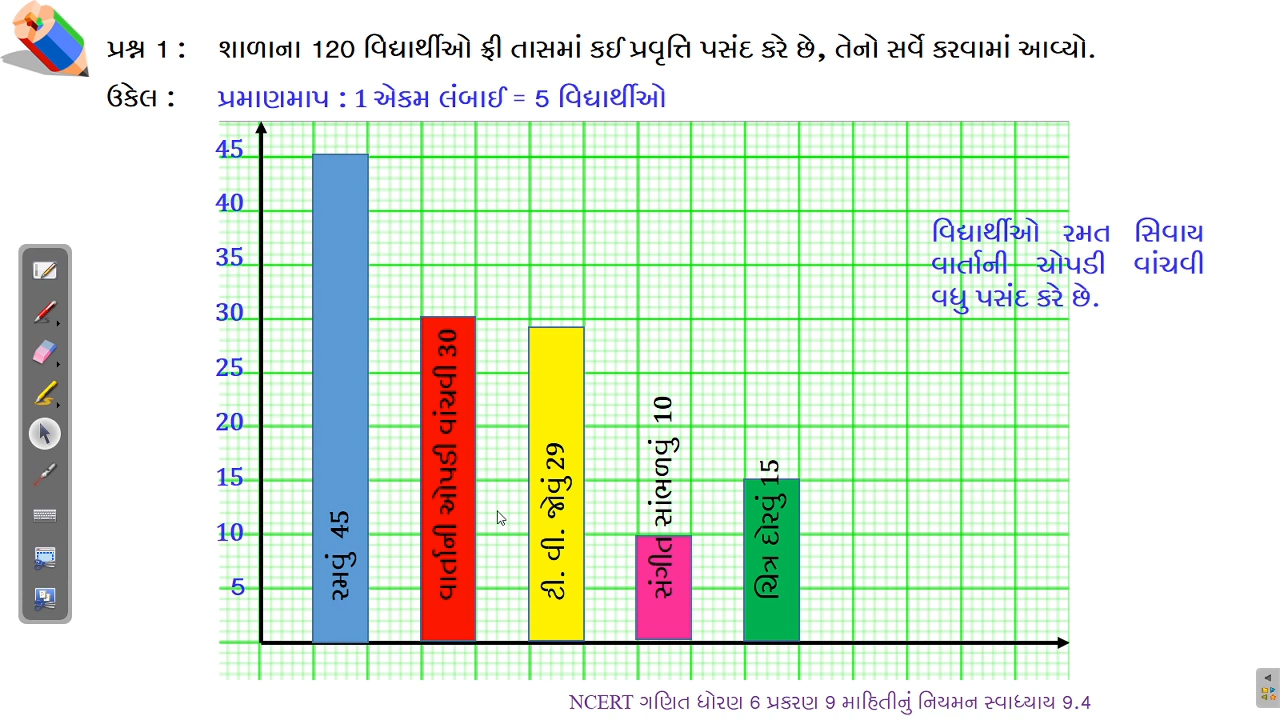 પ્રશ્ન 1 : શાળાના 120 વિદ્યાર્થીઓ ફ્રી તાસમાં કઈ પ્રવૃત્તિ પસંદ કરે છે, તેનો સર્વે કરવામાં આવ્યો.
ઉકેલ : પ્રમાણમાપ : 1 એકમ લંબાઈ = 5 વિદ્યાર્થીઓ
45
40
35
30
25
20
15
10
5
રમવું 45
વાર્તાની ઓપડી વાંચવી 30
ટી. વી. જોવું 29
સંગીત સાંભળવું 10
ચિત્ર દોરવું 15
વિદ્યાર્થીઓ રમત સિવાય
વાર્તાની ચોપડી વાંચવી
વધુ પસંદ કરે છે.
NCERT ગણિત ધોરણ 6 પ્રકરણ 9 માહિતીનું નિયમન સ્વાધ્યાય 9.4